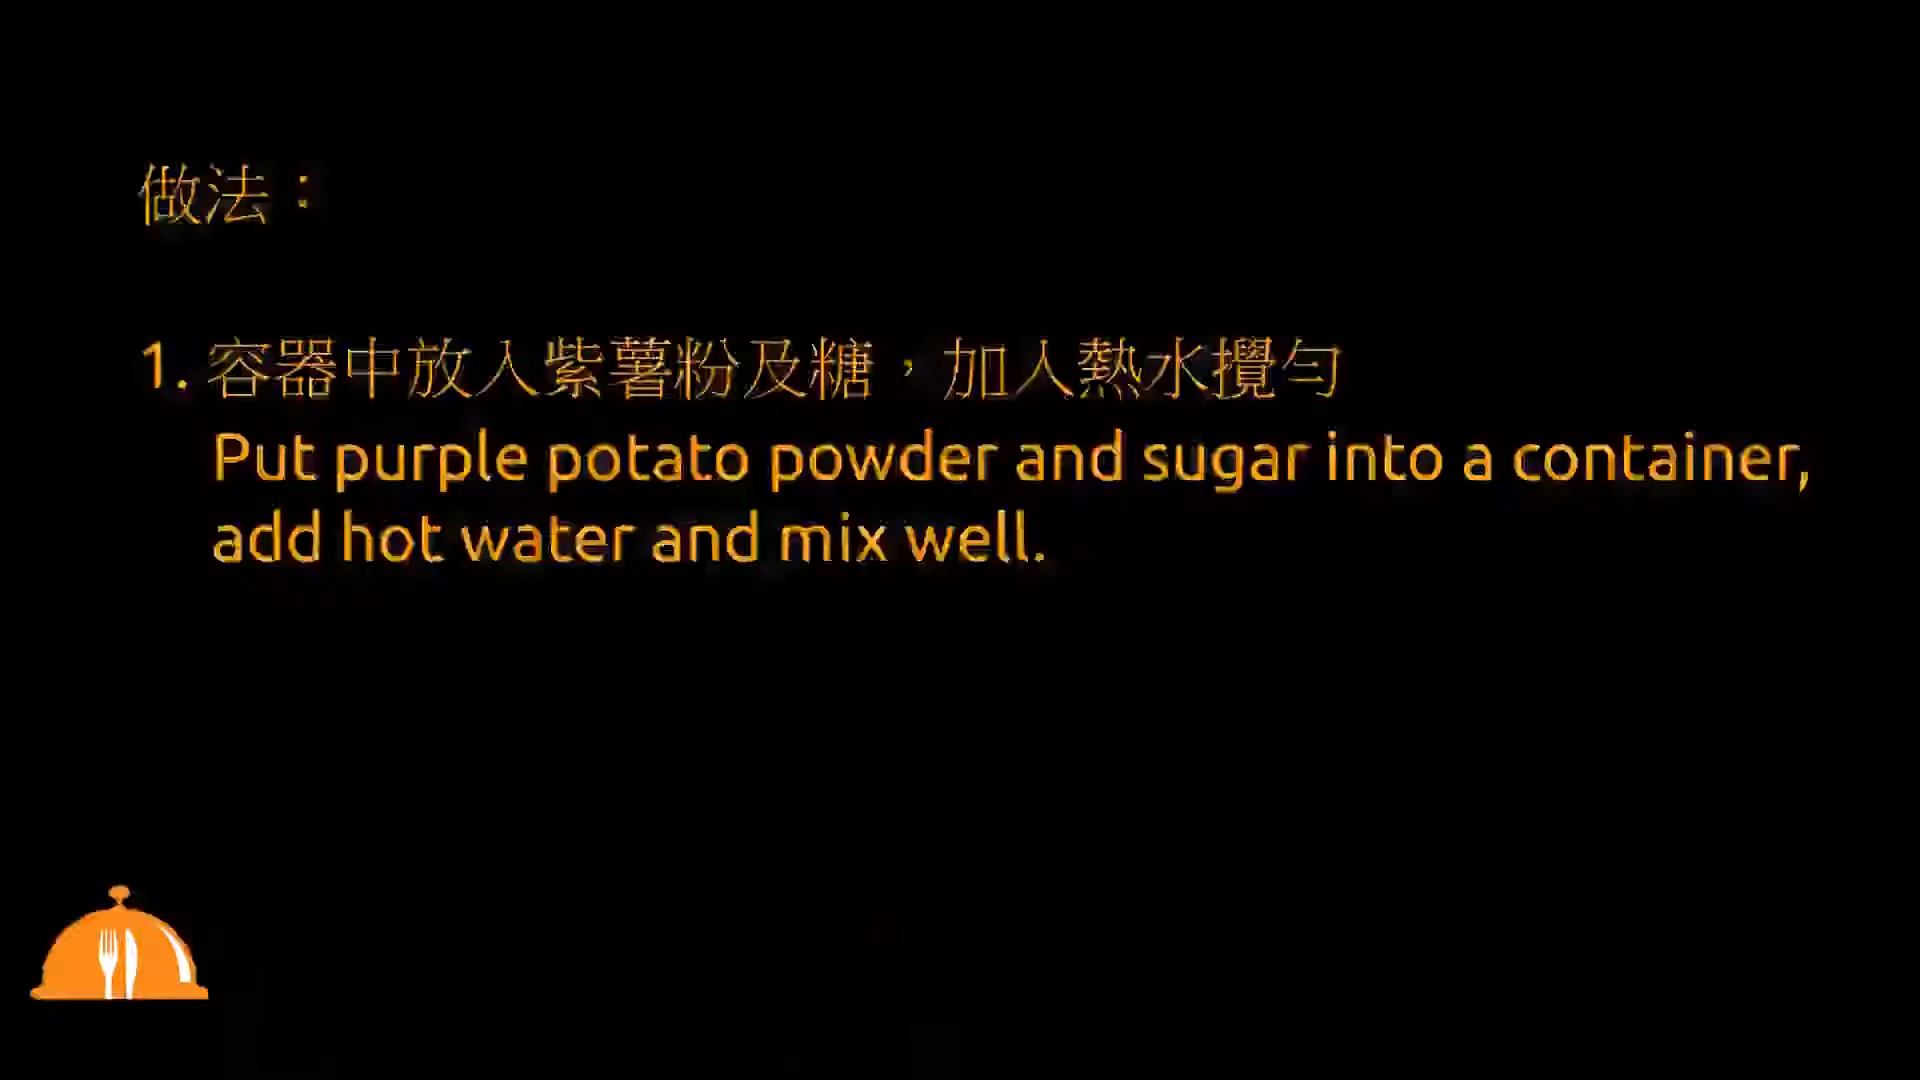 做法：
1. 容器中放入紫薯粉及糖，加入熱水攪勻
Put purple potato powder and sugar into a container,
add hot water and mix well.